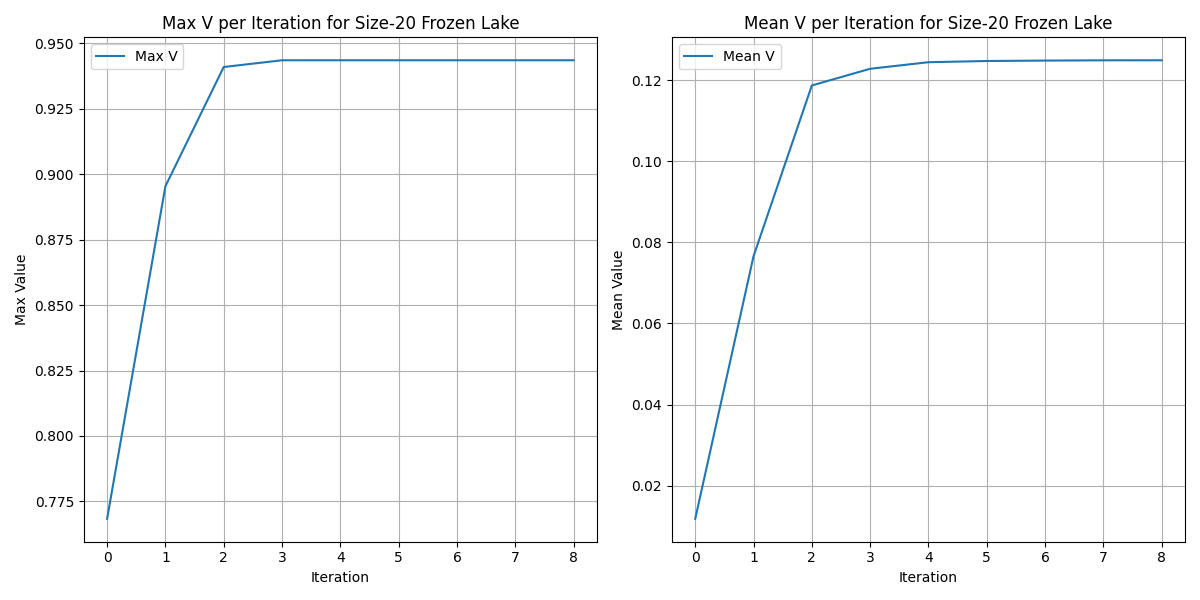 Max V per Iteration for Size-20 Frozen Lake
Max V
0.950
0.925
0.900
0.875
0.850
0.825
0.800
0.775
Max Value
0 1 2 3 4 5 6 7 8
Iteration
Mean V per Iteration for Size-20 Frozen Lake
Mean V
0.12
0.10
0.08
0.06
0.04
0.02
Mean Value
0 1 2 3 4 5 6 7 8
Iteration